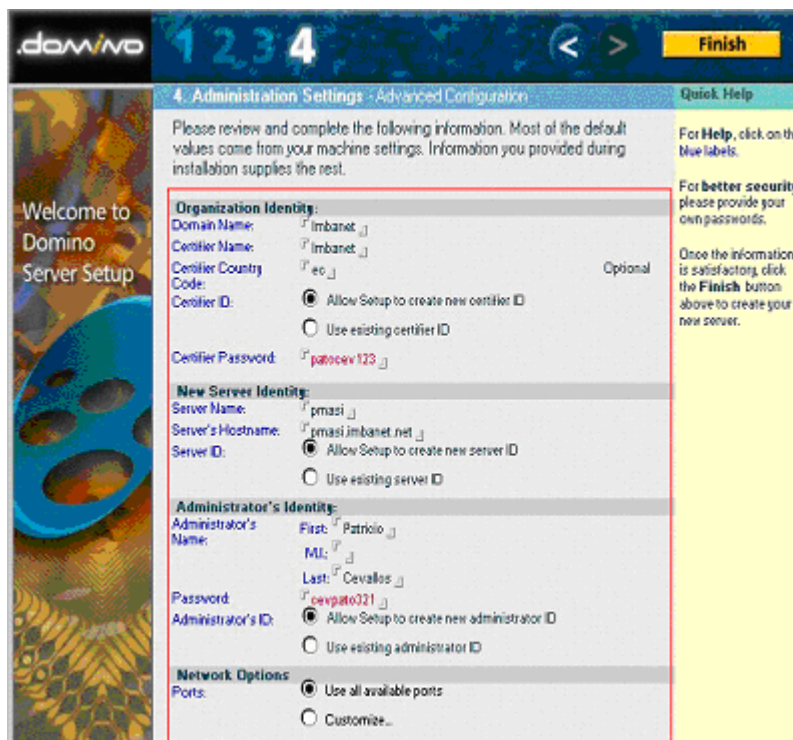 .domino 1 2 3 4 < > Finish
4. Administration Settings - Advanced Configuration
Quick Help
Please review and complete the following information. Most of the default
values come from your machine settings. Information you provided during
installation supplies the rest.
For Help, click on th
blue labels.
For better security
please provide your
own passwords.
Once the information
is satisfactory, click
the Finish button
above to create your
new server.
Welcome to
Domino
Server Setup
Organization Identity:
Domain Name: Imbanet
Certifier Name: Imbanet
Certifier Country
Code: ec Optional
Certifier ID: Allow Setup to create new certifier ID
Use existing certifier ID
Certifier Password: patocev123
New Server Identity:
Server Name: pmasi
Server's Hostname: pmasi.imbanet.net
Server ID: Allow Setup to create new server ID
Use existing server ID
Administrator's Identity:
Administrator's
Name: First: Patricio
M.I.:
Last: Cevallos
Password: cevpato321
Administrator's ID: Allow Setup to create new administrator ID
Use existing administrator ID
Network Options
Ports: Use all available ports
Customize...